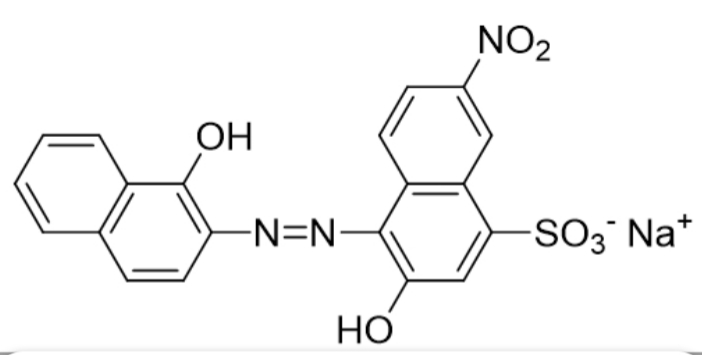 NO₂
OH
N=N
SO₃⁻ Na⁺
HO